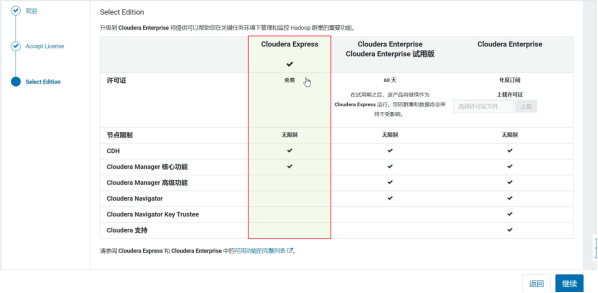 欢迎
Accept License
Select Edition
Select Edition
升级到 Cloudera Enterprise 将提供可以帮助您在关键任务环境下管理和监控 Hadoop 群集的重要功能。
Cloudera Express
Cloudera Enterprise
Cloudera Enterprise 试用版
Cloudera Enterprise
许可证
免费
60 天
年度订阅
在试用期之后，该产品将继续作为
Cloudera Express 运行。您的群集和数据将会保
持不受影响。
上载许可证
选择许可证文件
上载
节点限制
无限制
无限制
无限制
CDH
Cloudera Manager 核心功能
Cloudera Manager 高级功能
Cloudera Navigator
Cloudera Navigator Key Trustee
Cloudera 支持
请参阅 Cloudera Express 和 Cloudera Enterprise 中的可用功能的完整列表。
返回
继续